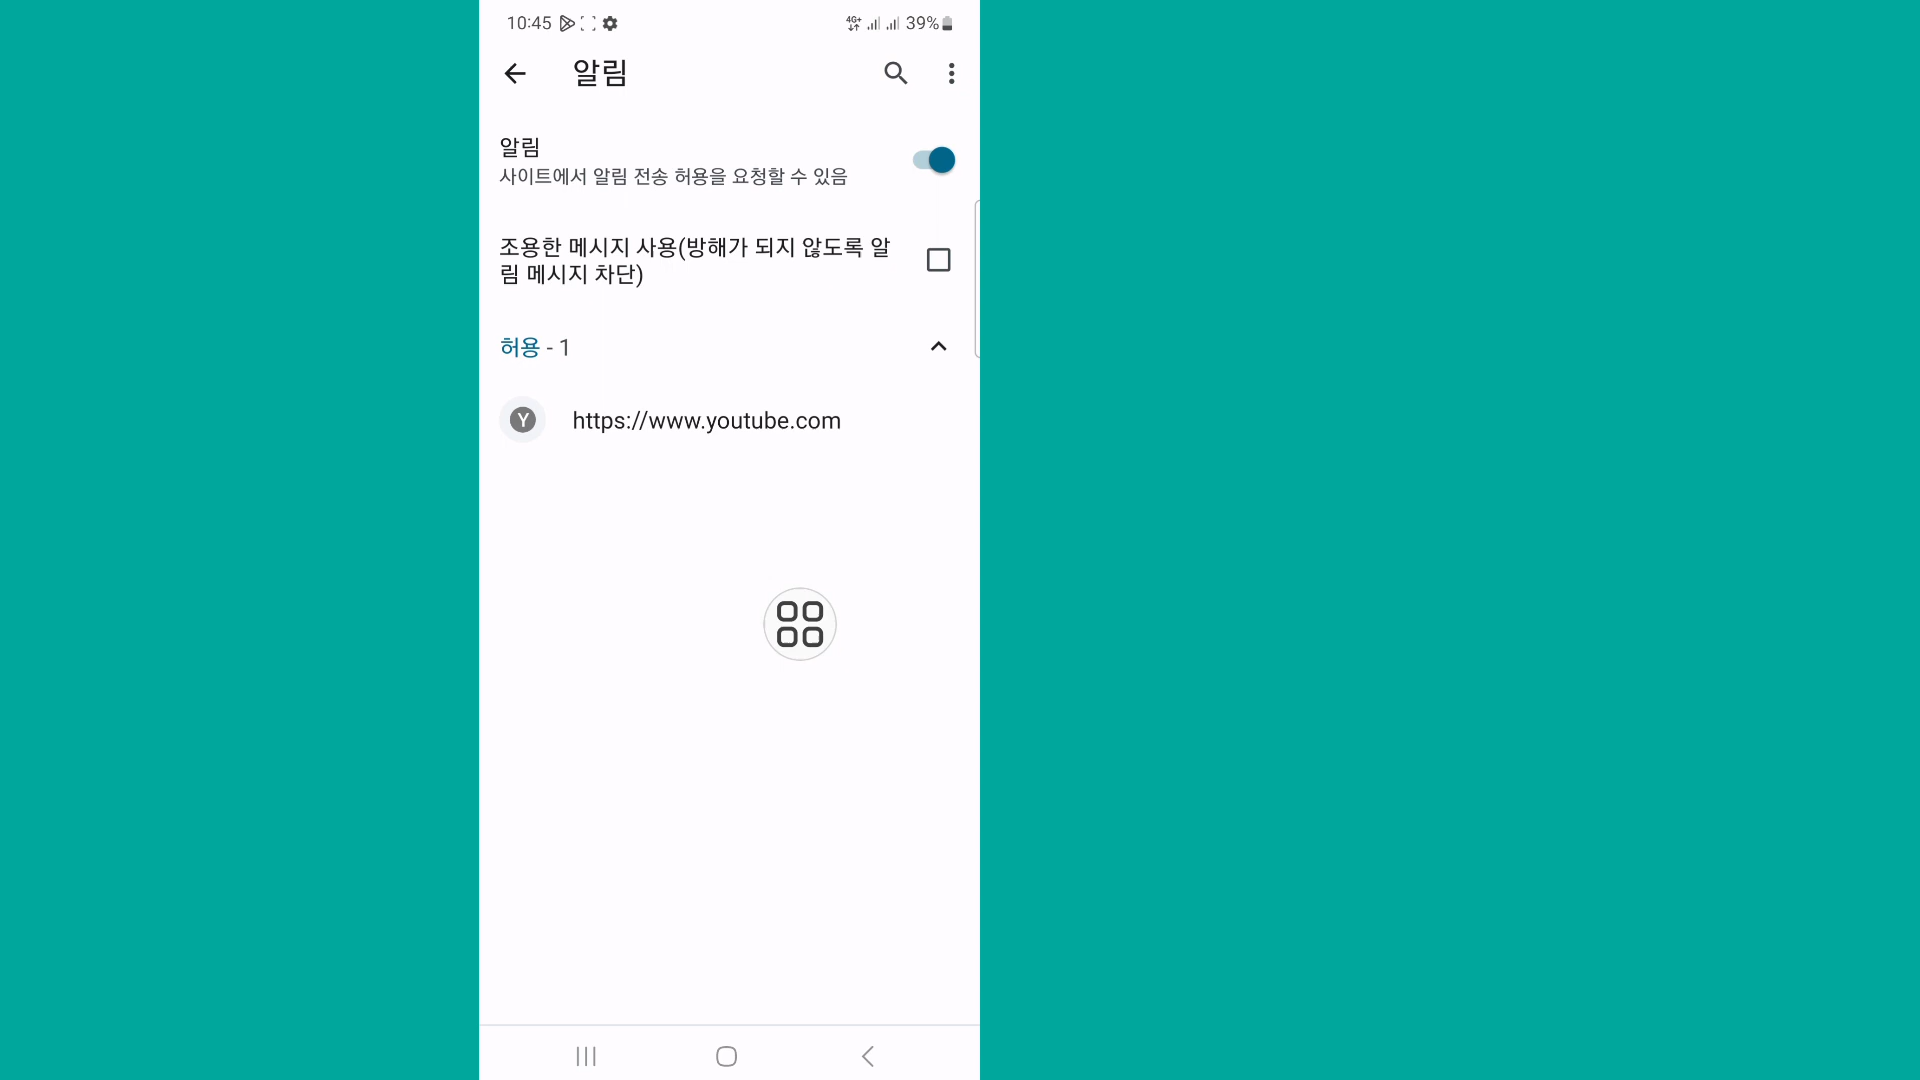 10:45 4G+ 39%
알림
알림
사이트에서 알림 전송 허용을 요청할 수 있음
조용한 메시지 사용(방해가 되지 않도록 알
림 메시지 차단)
허용 - 1
Y https://www.youtube.com